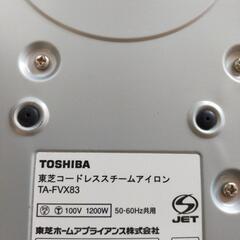 TOSHIBA
東芝コードレススチームアイロン
TA-FVX83
100V 1200W 50-60Hz共用
JET
東芝ホームアプライアンス株式会社